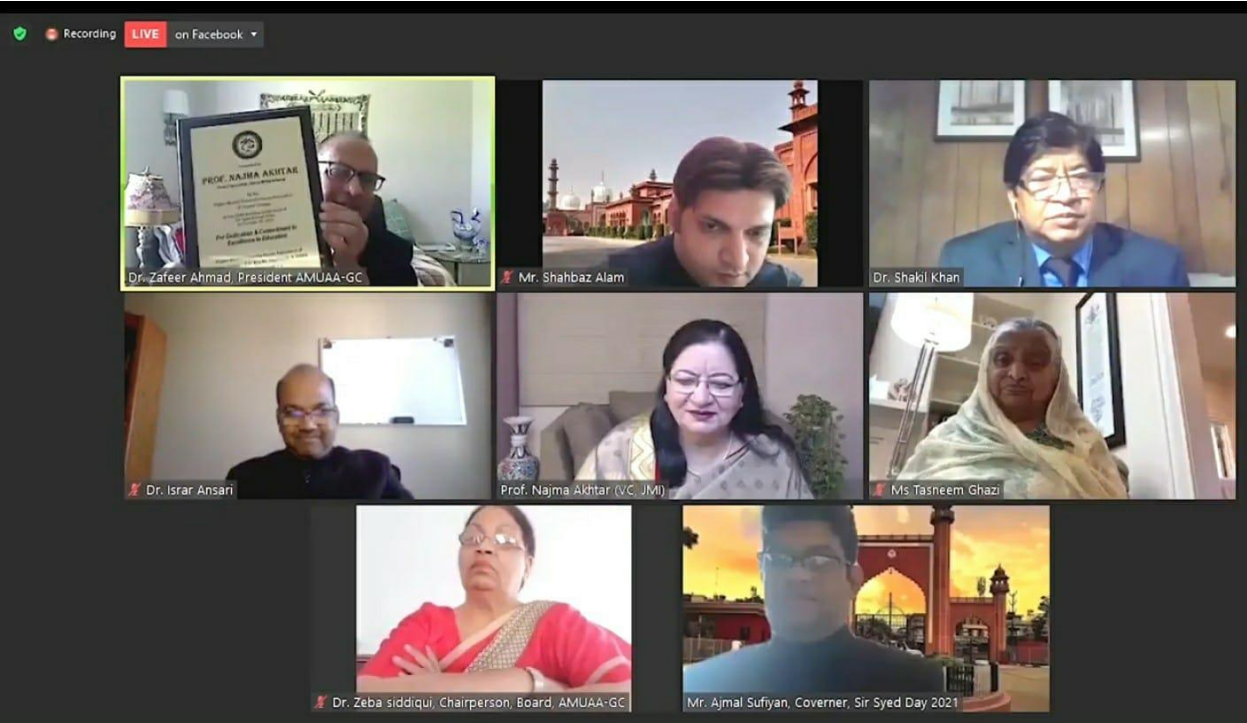 Recording LIVE on Facebook
PROF. NAJMA AKHTAR
For Dedication & Commitment to
Excellence in Education
Dr. Zafeer Ahmad, President AMUAA-GC
Mr. Shahbaz Alam
Dr. Shakil Khan
Dr. Israr Ansari
Prof. Najma Akhtar (VC, JMI)
Ms Tasneem Ghazi
Dr. Zeba siddiqui, Chairperson, Board, AMUAA-GC
Mr. Ajmal Sufiyan, Coverner, Sir Syed Day 2021